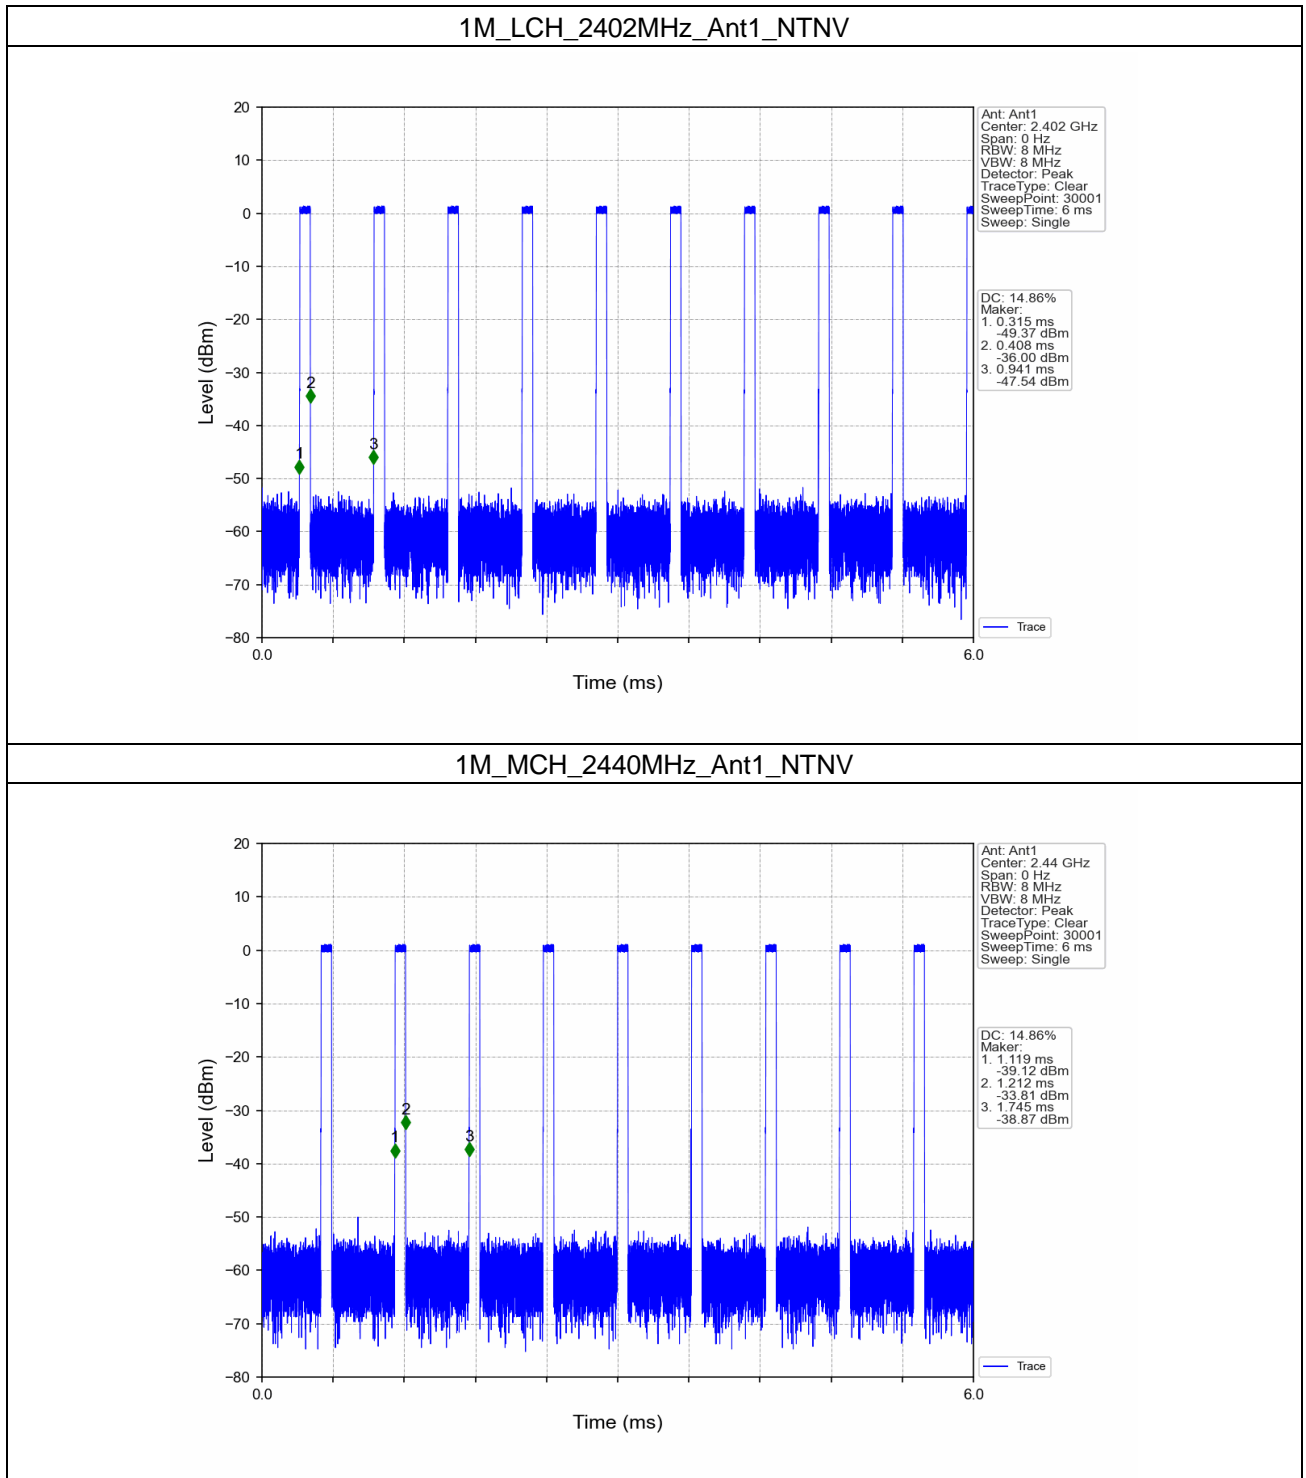 1M_LCH_2402MHz_Ant1_NTNV
20
10
0
−10
−20
−30
−40
−50
−60
−70
−80
Level (dBm)
0.0
6.0
Time (ms)
1
2
3
Ant: Ant1
Center: 2.402 GHz
Span: 0 Hz
RBW: 8 MHz
VBW: 8 MHz
Detector: Peak
TraceType: Clear
SweepPoint: 30001
SweepTime: 6 ms
Sweep: Single
DC: 14.86%
Maker:
1. 0.315 ms
-49.37 dBm
2. 0.408 ms
-36.00 dBm
3. 0.941 ms
-47.54 dBm
Trace
1M_MCH_2440MHz_Ant1_NTNV
20
10
0
−10
−20
−30
−40
−50
−60
−70
−80
Level (dBm)
0.0
6.0
Time (ms)
1
2
3
Ant: Ant1
Center: 2.44 GHz
Span: 0 Hz
RBW: 8 MHz
VBW: 8 MHz
Detector: Peak
TraceType: Clear
SweepPoint: 30001
SweepTime: 6 ms
Sweep: Single
DC: 14.86%
Maker:
1. 1.119 ms
-39.12 dBm
2. 1.212 ms
-33.81 dBm
3. 1.745 ms
-38.87 dBm
Trace